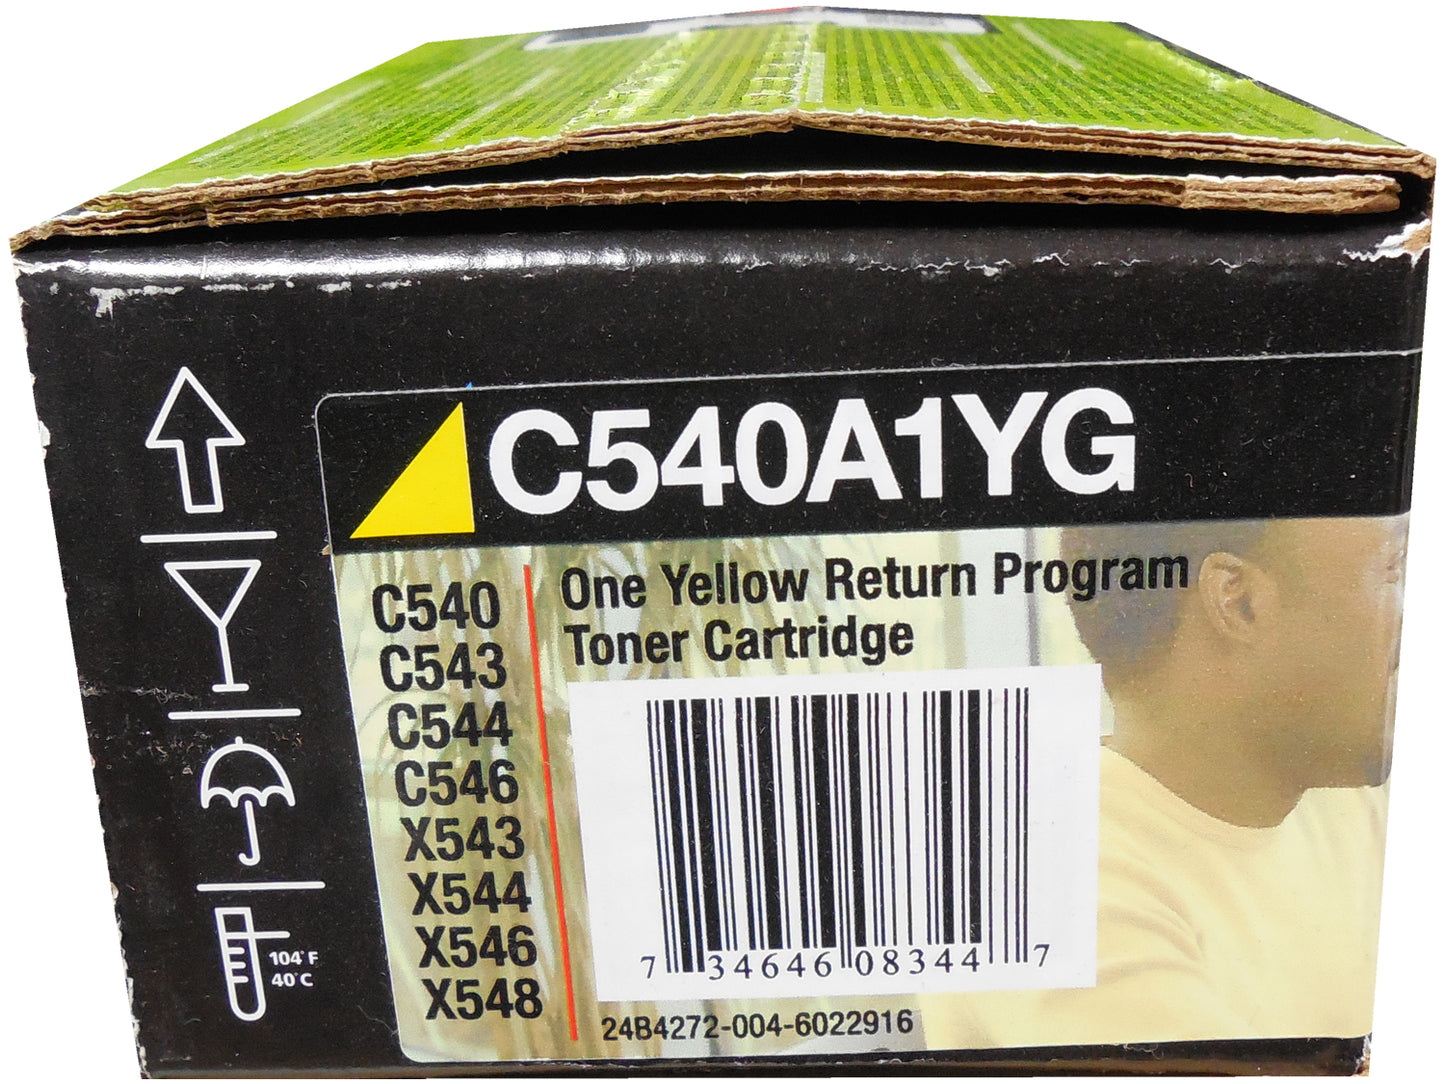 C540A1YG
One Yellow Return Program
Toner Cartridge
C540
C543
C544
C546
X543
X544
X546
X548
7 34646 08344 7
24B4272-004-6022916
104°F
40°C